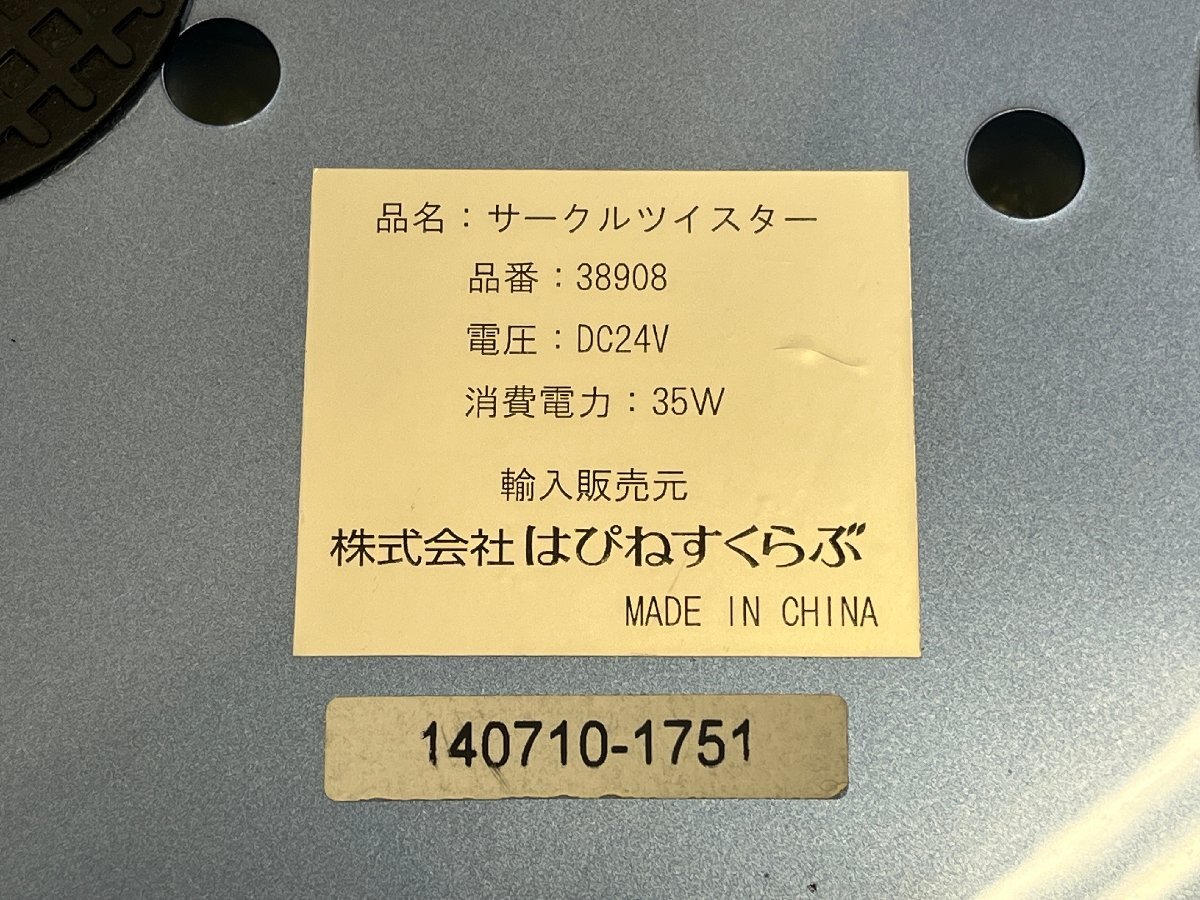 品名：サークルツイスター
品番：38908
電圧：DC24V
消費電力：35W
輸入販売元
株式会社はぴねすくらぶ
MADE IN CHINA
140710-1751